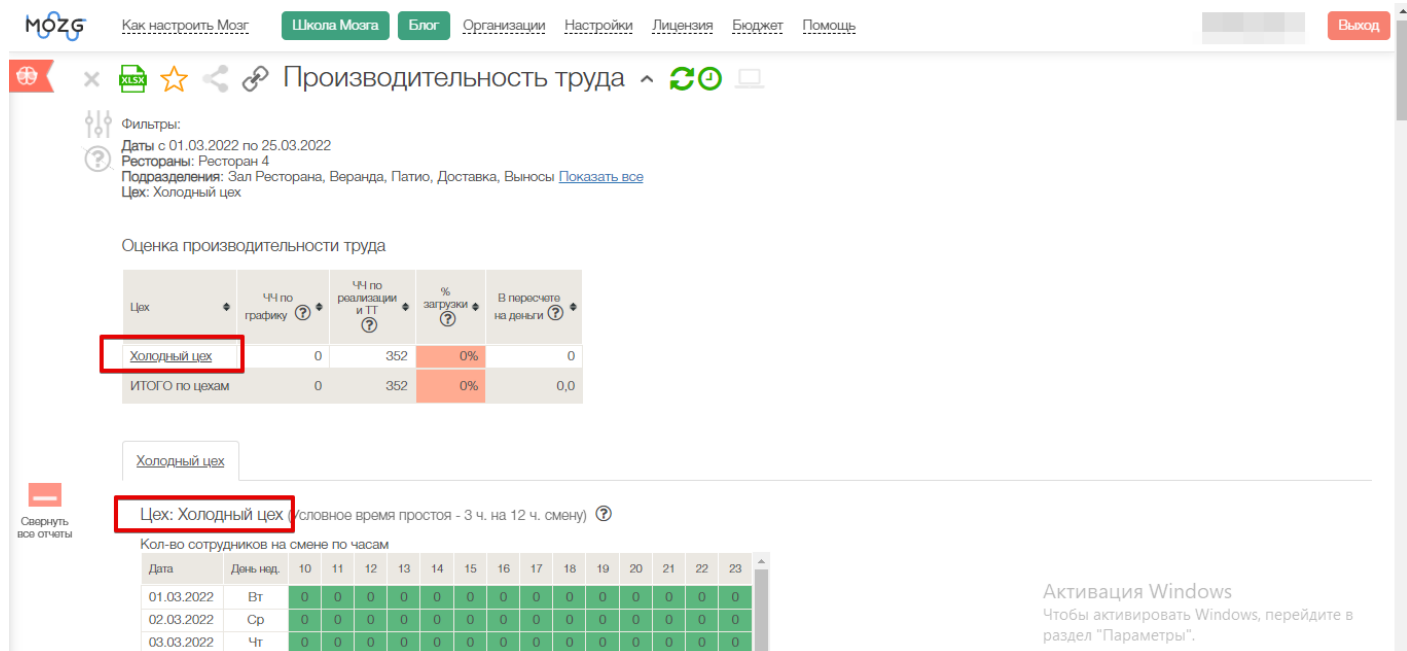 MOZG Как настроить Мозг Школа Мозга Блог Организации Настройки Лицензия Бюджет Помощь Выход
XLSX Производительность труда
Фильтры:
Даты с 01.03.2022 по 25.03.2022
Рестораны: Ресторан 4
Подразделения: Зал Ресторана, Веранда, Патио, Доставка, Выносы Показать все
Цех: Холодный цех
Оценка производительности труда
Цех ЧЧ по графику ? ЧЧ по реализации и ТТ ? % загрузки ? В пересчете на деньги ?
Холодный цех 0 352 0% 0
ИТОГО по цехам 0 352 0% 0,0
Холодный цех
Свернуть
все отчеты
Цех: Холодный цех (Условное время простоя - 3 ч. на 12 ч. смену) ?
Кол-во сотрудников на смене по часам
Дата День нед. 10 11 12 13 14 15 16 17 18 19 20 21 22 23
01.03.2022 Вт 0 0 0 0 0 0 0 0 0 0 0 0 0 0
02.03.2022 Ср 0 0 0 0 0 0 0 0 0 0 0 0 0 0
03.03.2022 Чт 0 0 0 0 0 0 0 0 0 0 0 0 0 0
Активация Windows
Чтобы активировать Windows, перейдите в
раздел "Параметры".